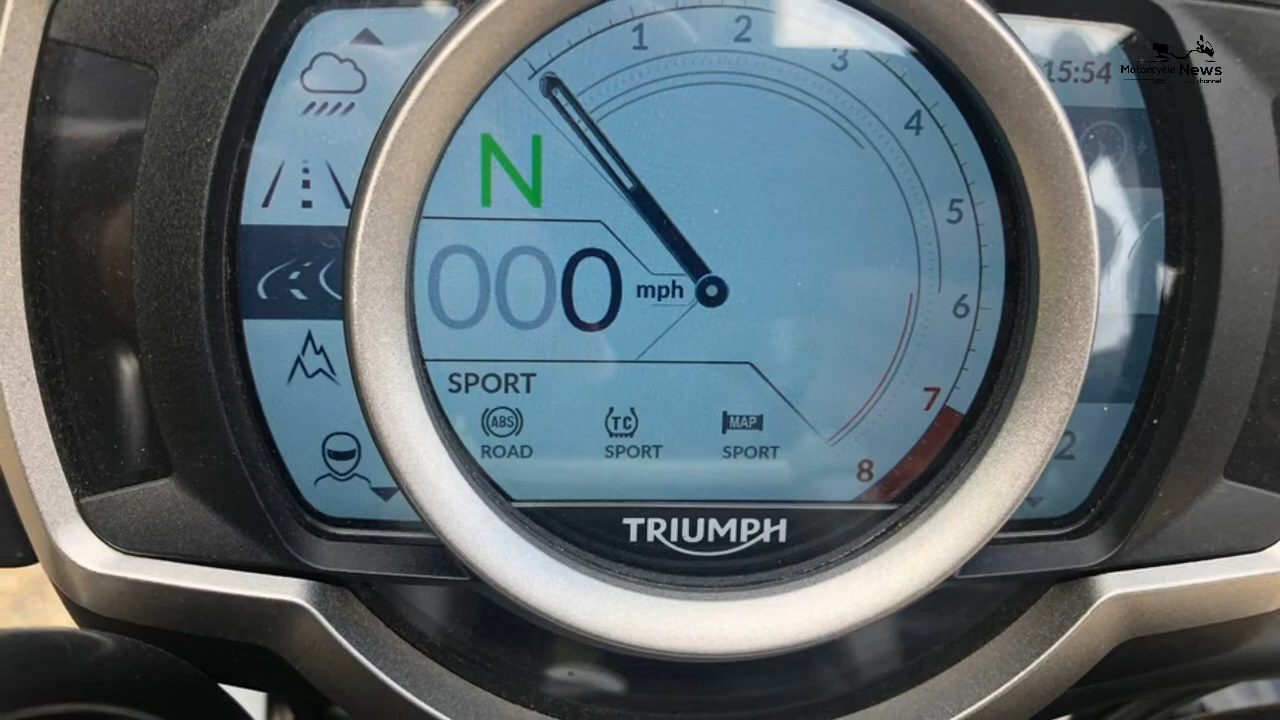 1
2
3
4
5
6
7
8
15:54
Motorcycle News
channel
N
000 mph
SPORT
ABS
TC
MAP
ROAD
SPORT
SPORT
2
TRIUMPH